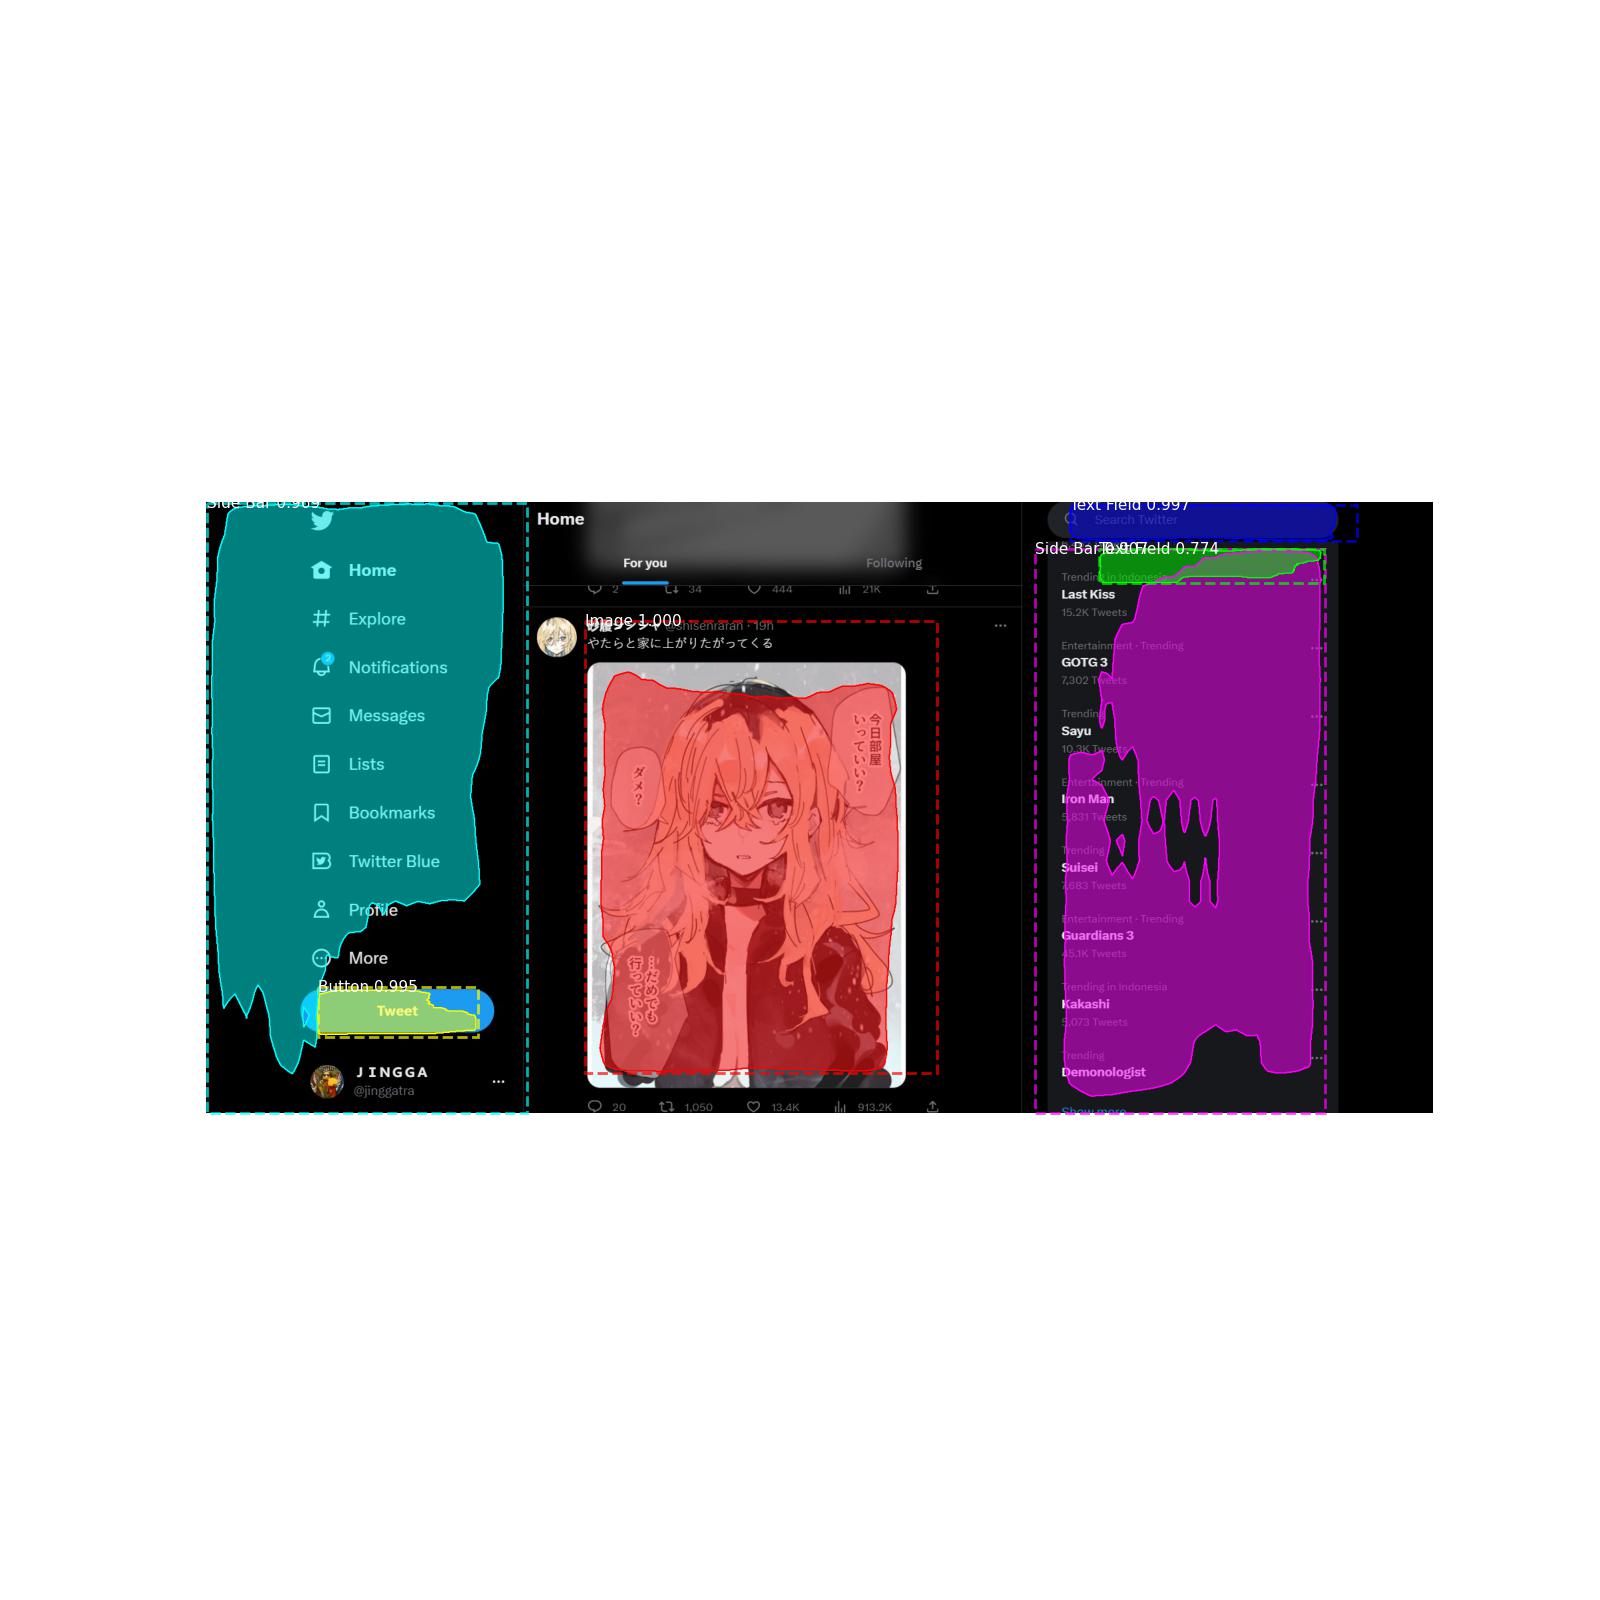 Side Bar 0.989
Home
Explore
2
Notifications
Messages
Lists
Bookmarks
Twitter Blue
Profile
More
Button 0.995
Tweet
JINGGA
@jinggatra
Home
For you
Following
2 34 444 21K
Image 1.000
@shisenraran · 19h
やたらと家に上がりたがってくる
今日部屋
いっていい?
ダメ?
…だめでも
行っていい?
20 1,050 13.4K 913.2K
Text Field 0.997
Search Twitter
Side Bar 0.907
Text Field 0.774
Trending in Indonesia
Last Kiss
15.2K Tweets
Entertainment · Trending
GOTG 3
7,302 Tweets
Trending
Sayu
10.3K Tweets
Entertainment · Trending
Iron Man
5,831 Tweets
Trending
Suisei
7,683 Tweets
Entertainment · Trending
Guardians 3
45.1K Tweets
Trending in Indonesia
Kakashi
5,073 Tweets
Trending
Demonologist
Show more